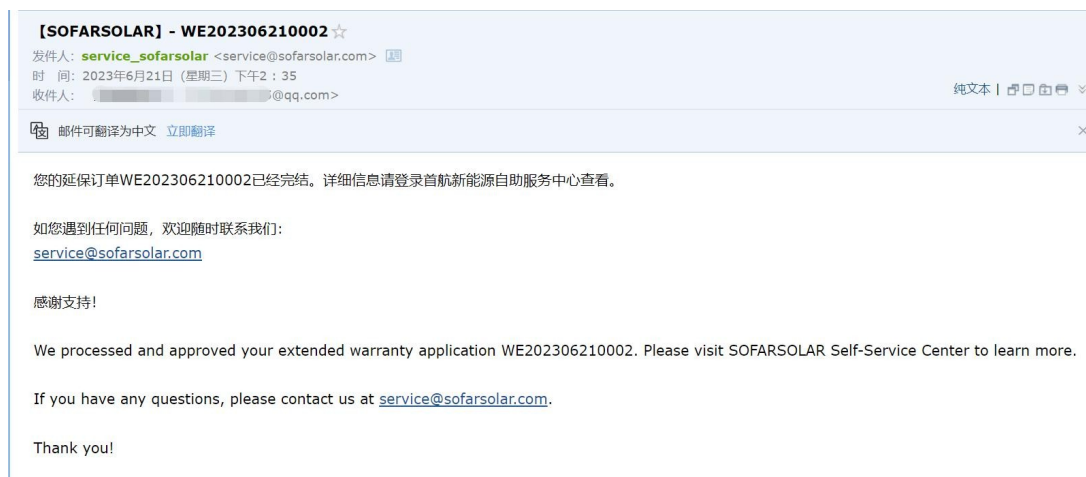 【SOFARSOLAR】- WE202306210002
发件人: service_sofarsolar <service@sofarsolar.com>
时 间: 2023年6月21日 (星期三) 下午2:35
收件人: @qq.com>
纯文本 |
邮件可翻译为中文 立即翻译
您的延保订单WE202306210002已经完结。详细信息请登录首航新能源自助服务中心查看。
如您遇到任何问题, 欢迎随时联系我们:
service@sofarsolar.com
感谢支持!
We processed and approved your extended warranty application WE202306210002. Please visit SOFARSOLAR Self-Service Center to learn more.
If you have any questions, please contact us at service@sofarsolar.com.
Thank you!